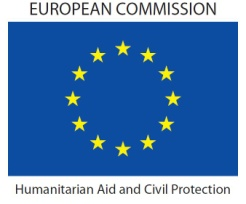 EUROPEAN COMMISSION
Humanitarian Aid and Civil Protection